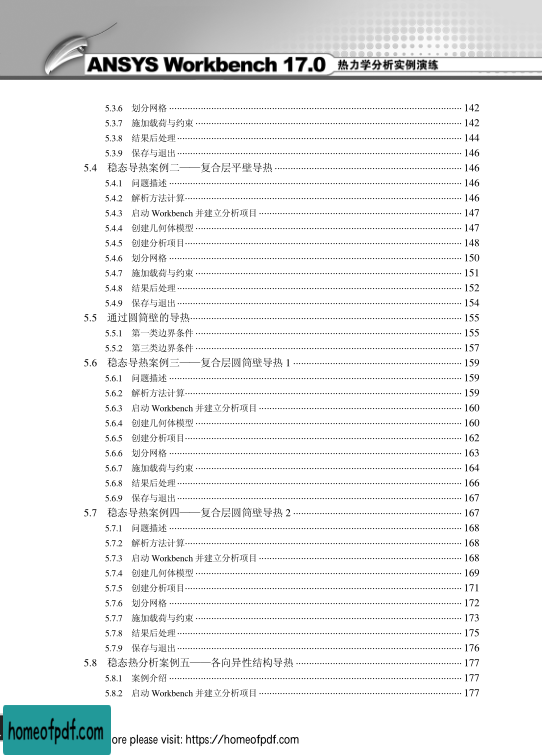 ANSYS Workbench 17.0 热力学分析实例演练
5.3.6 划分网格 142
5.3.7 施加载荷与约束 142
5.3.8 结果后处理 144
5.3.9 保存与退出 146
5.4 稳态导热案例二——复合层平壁导热 146
5.4.1 问题描述 146
5.4.2 解析方法计算 146
5.4.3 启动 Workbench 并建立分析项目 147
5.4.4 创建几何体模型 147
5.4.5 创建分析项目 148
5.4.6 划分网格 150
5.4.7 施加载荷与约束 151
5.4.8 结果后处理 152
5.4.9 保存与退出 154
5.5 通过圆筒壁的导热 155
5.5.1 第一类边界条件 155
5.5.2 第三类边界条件 157
5.6 稳态导热案例三——复合层圆筒壁导热 1 159
5.6.1 问题描述 159
5.6.2 解析方法计算 159
5.6.3 启动 Workbench 并建立分析项目 160
5.6.4 创建几何体模型 160
5.6.5 创建分析项目 162
5.6.6 划分网格 163
5.6.7 施加载荷与约束 164
5.6.8 结果后处理 166
5.6.9 保存与退出 167
5.7 稳态导热案例四——复合层圆筒壁导热 2 167
5.7.1 问题描述 168
5.7.2 解析方法计算 168
5.7.3 启动 Workbench 并建立分析项目 168
5.7.4 创建几何体模型 169
5.7.5 创建分析项目 171
5.7.6 划分网格 172
5.7.7 施加载荷与约束 173
5.7.8 结果后处理 175
5.7.9 保存与退出 176
5.8 稳态热分析案例五——各向异性结构导热 177
5.8.1 案例介绍 177
5.8.2 启动 Workbench 并建立分析项目 177
homeofpdf.com
ore please visit: https://homeofpdf.com